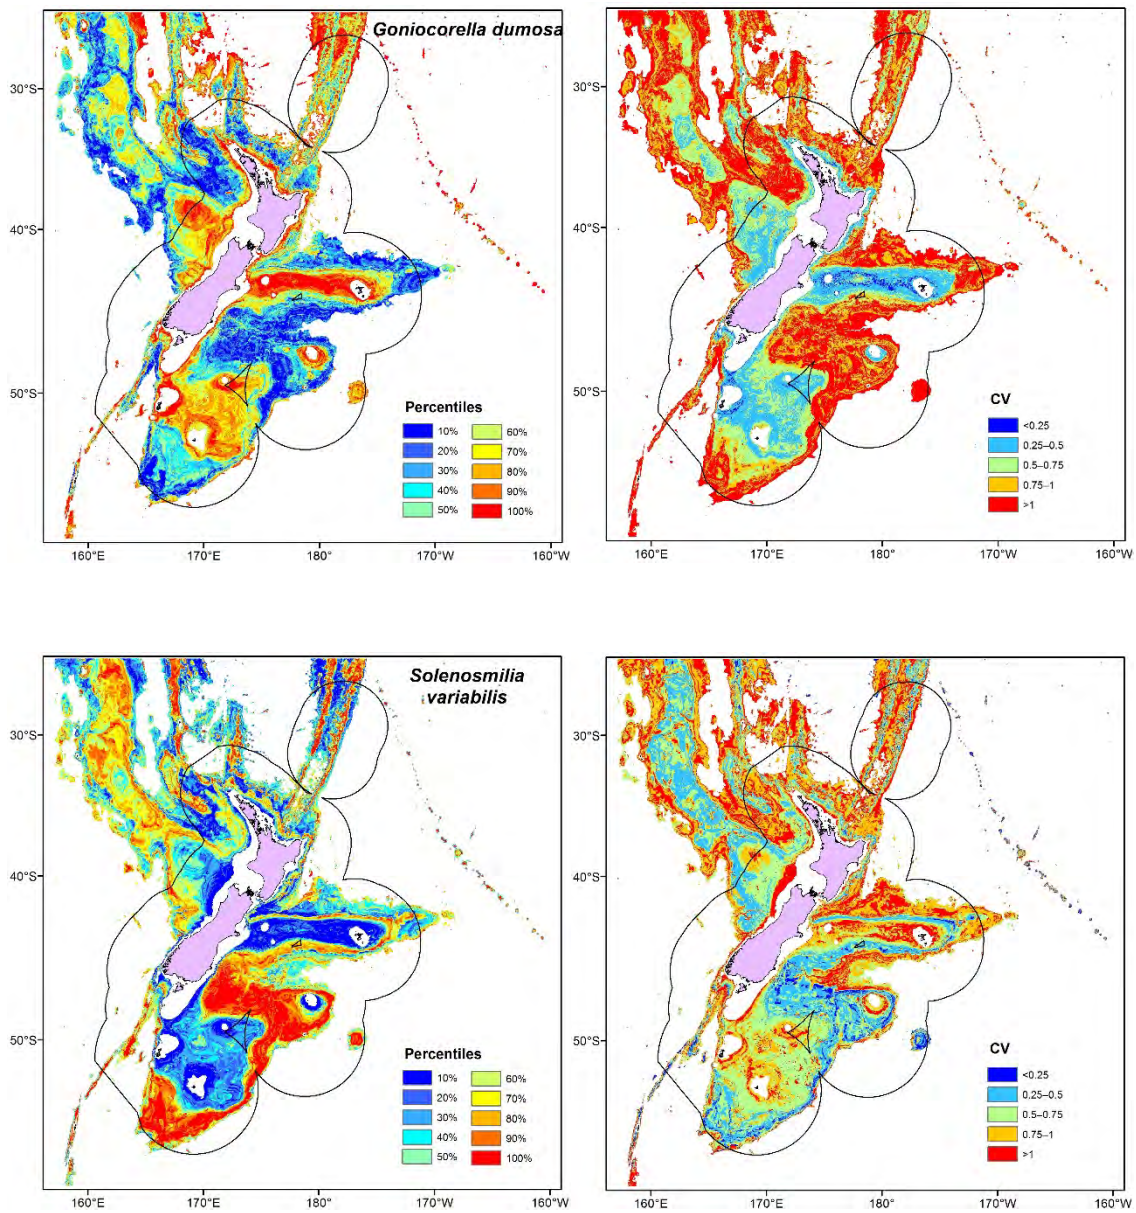 Goniocorella dumosa
30°S
40°S
50°S
Percentiles
10% 60%
20% 70%
30% 80%
40% 90%
50% 100%
160°E 170°E 180° 170°W 160°W
30°S
40°S
50°S
CV
<0.25
0.25–0.5
0.5–0.75
0.75–1
>1
160°E 170°E 180° 170°W 160°W
Solenosmilia
variabilis
30°S
40°S
50°S
Percentiles
10% 60%
20% 70%
30% 80%
40% 90%
50% 100%
160°E 170°E 180° 170°W 160°W
30°S
40°S
50°S
CV
<0.25
0.25–0.5
0.5–0.75
0.75–1
>1
160°E 170°E 180° 170°W 160°W